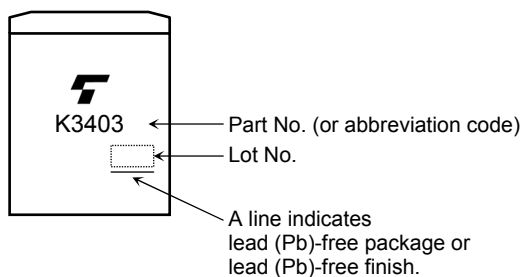 K3403
Part No. (or abbreviation code)
Lot No.
A line indicates
lead (Pb)-free package or
lead (Pb)-free finish.